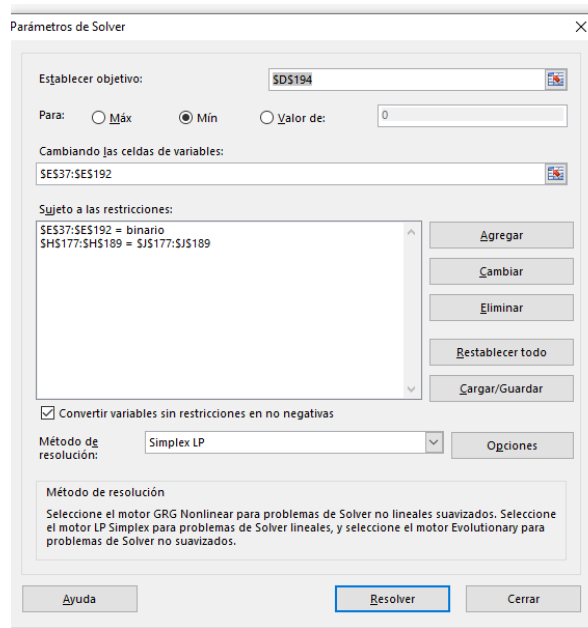 Parámetros de Solver
Establecer objetivo: $D$194
Para: Máx Mín Valor de: 0
Cambiando las celdas de variables:
$E$37:$E$192
Sujeto a las restricciones:
$E$37:$E$192 = binario
$H$177:$H$189 = $J$177:$J$189
Agregar
Cambiar
Eliminar
Restablecer todo
Cargar/Guardar
Convertir variables sin restricciones en no negativas
Método de
resolución:
Simplex LP
Opciones
Método de resolución
Seleccione el motor GRG Nonlinear para problemas de Solver no lineales suavizados. Seleccione
el motor LP Simplex para problemas de Solver lineales, y seleccione el motor Evolutionary para
problemas de Solver no suavizados.
Ayuda Resolver Cerrar